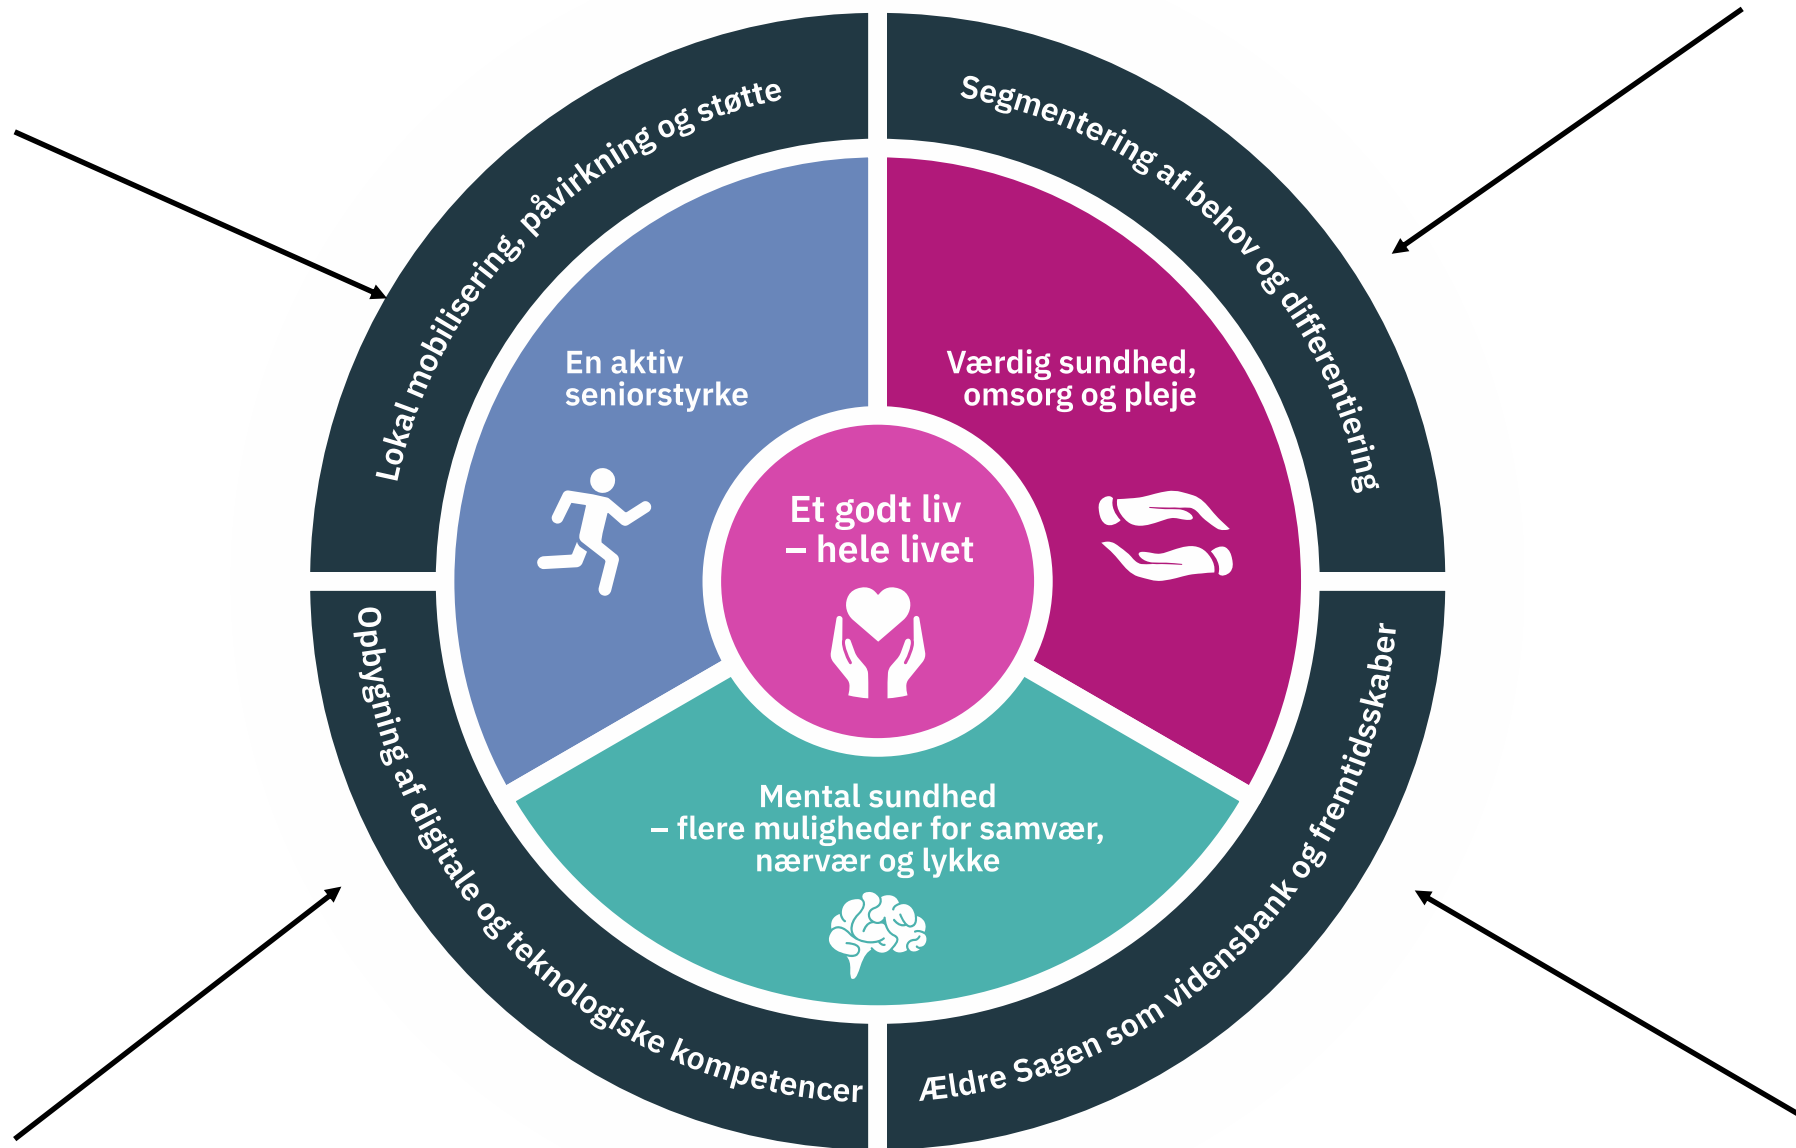 Lokal mobilisering, påvirkning og støtte
Segmentering af behov og differentiering
En aktiv
seniorstyrke
Værdig sundhed,
omsorg og pleje
Et godt liv
– hele livet
Mental sundhed
– flere muligheder for samvær,
nærvær og lykke
Opbygning af digitale og teknologiske kompetencer
Ældre Sagen som vidensbank og fremtidsskaber